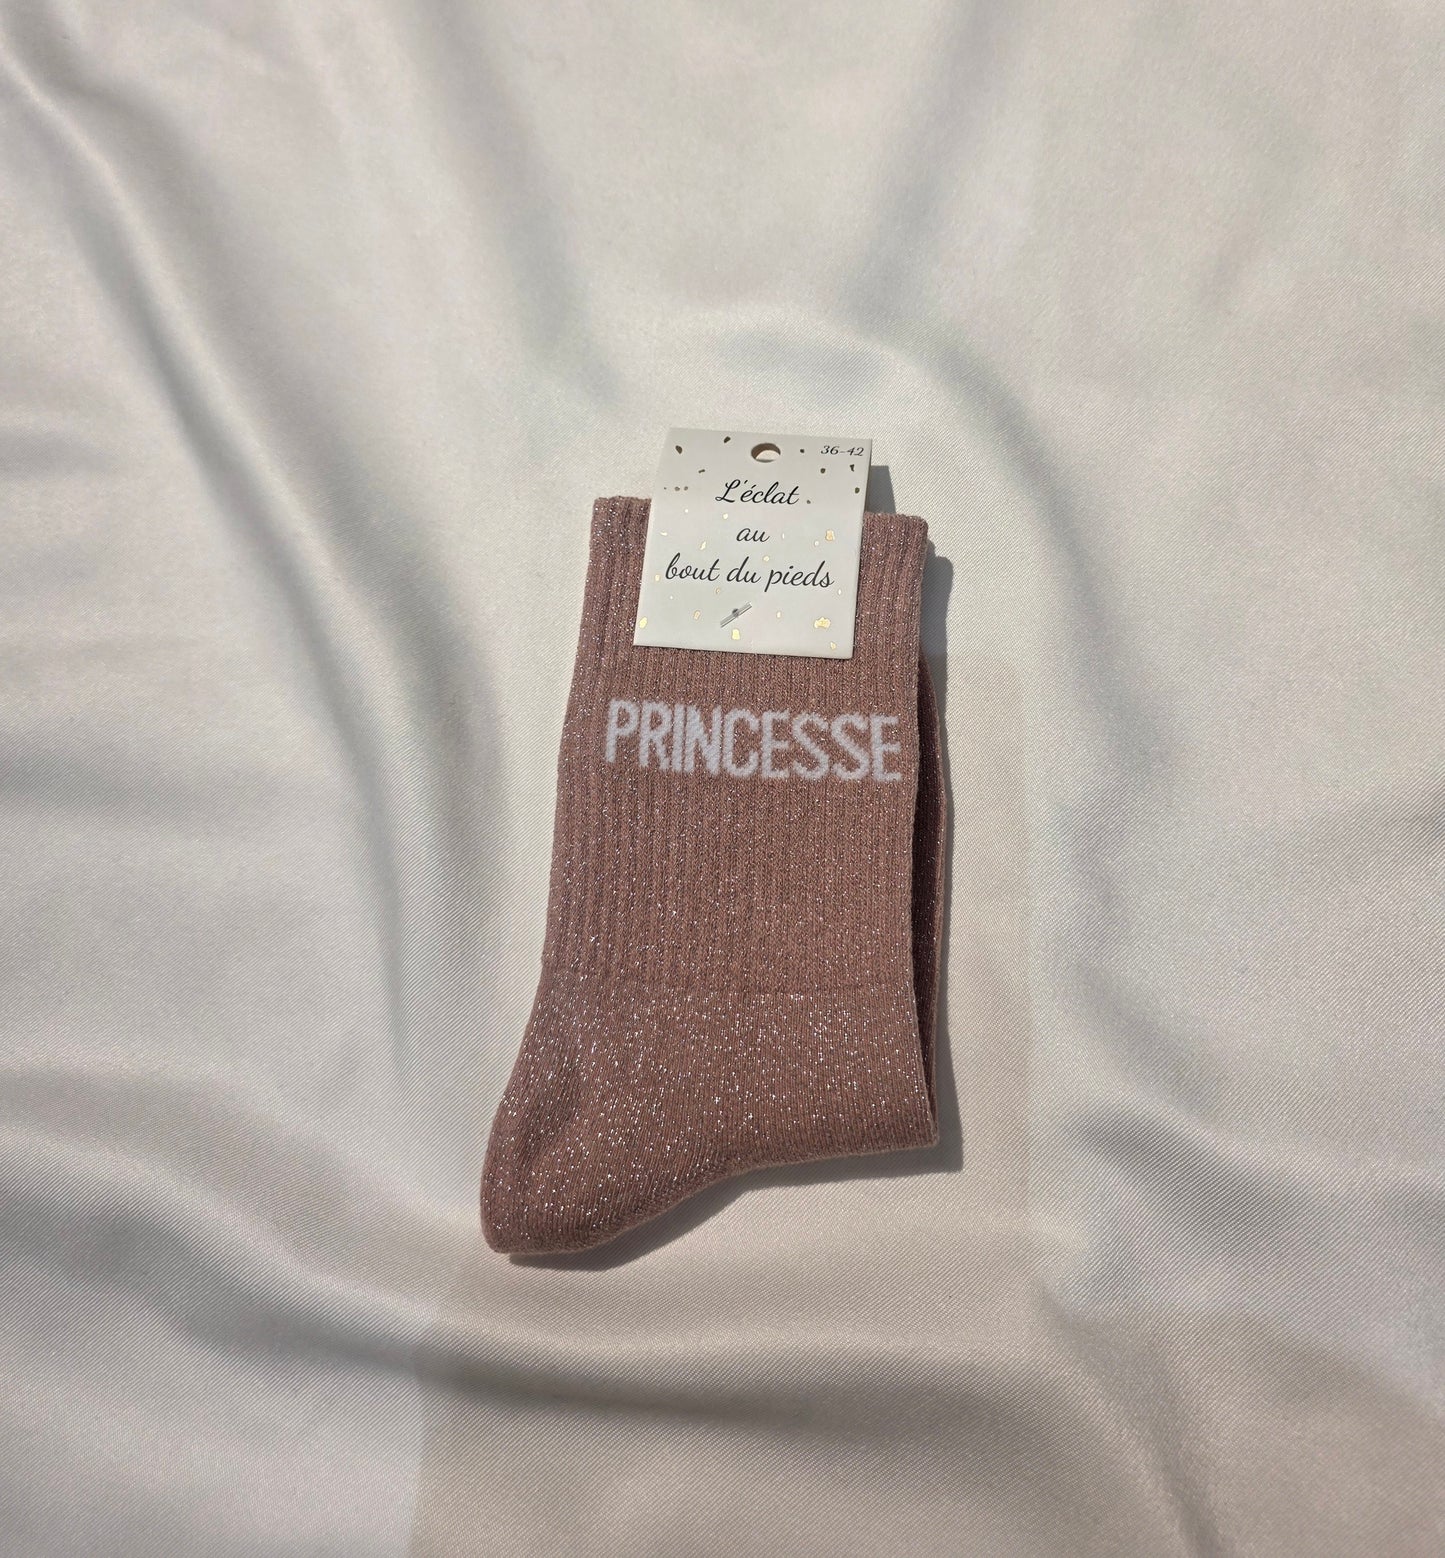 36-42
L'éclat
au
bout du pieds
PRINCESSE